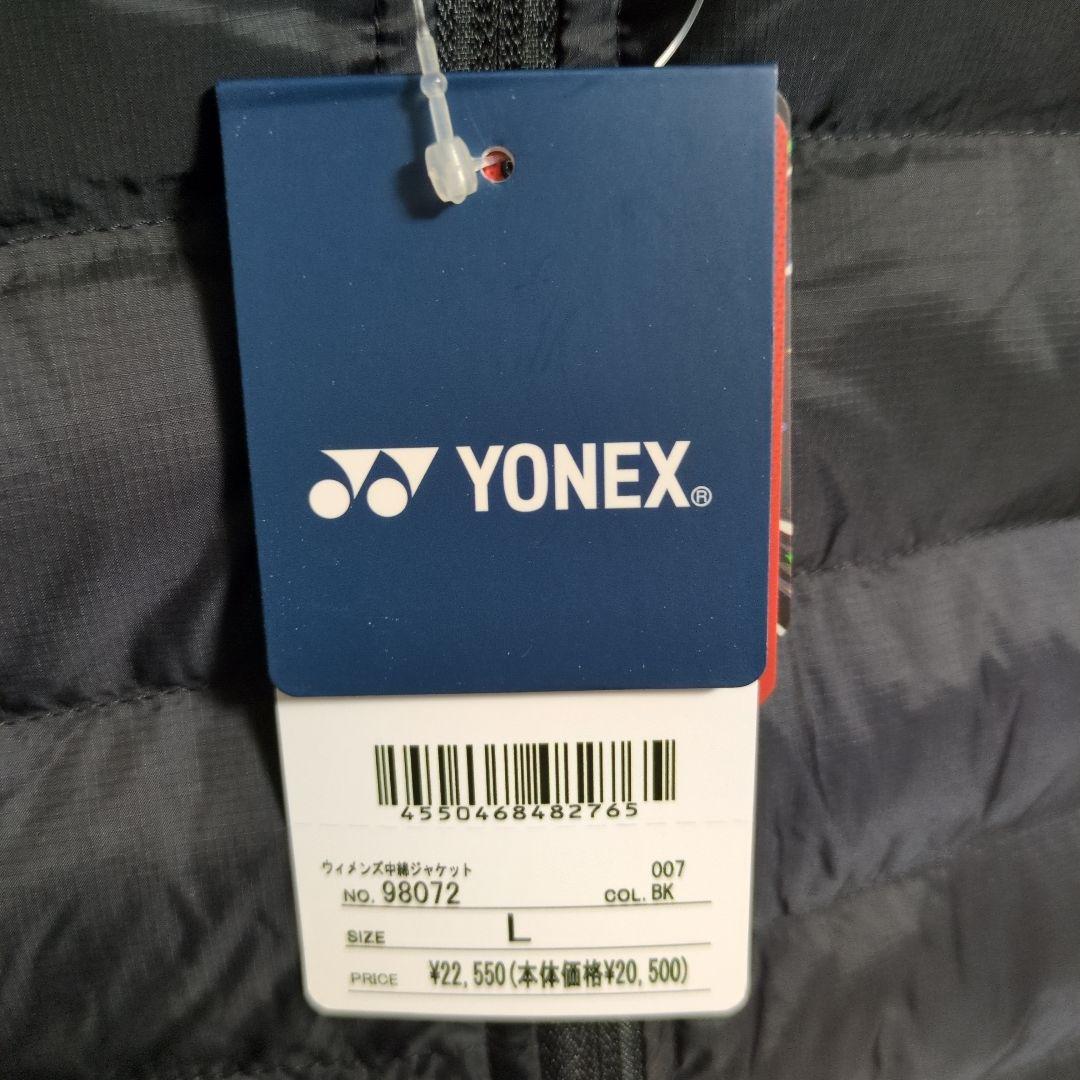 YONEX®
4550468482765
ウィメンズ中綿ジャケット 007
NO. 98072 COL. BK
SIZE L
PRICE ¥22,550(本体価格¥20,500)